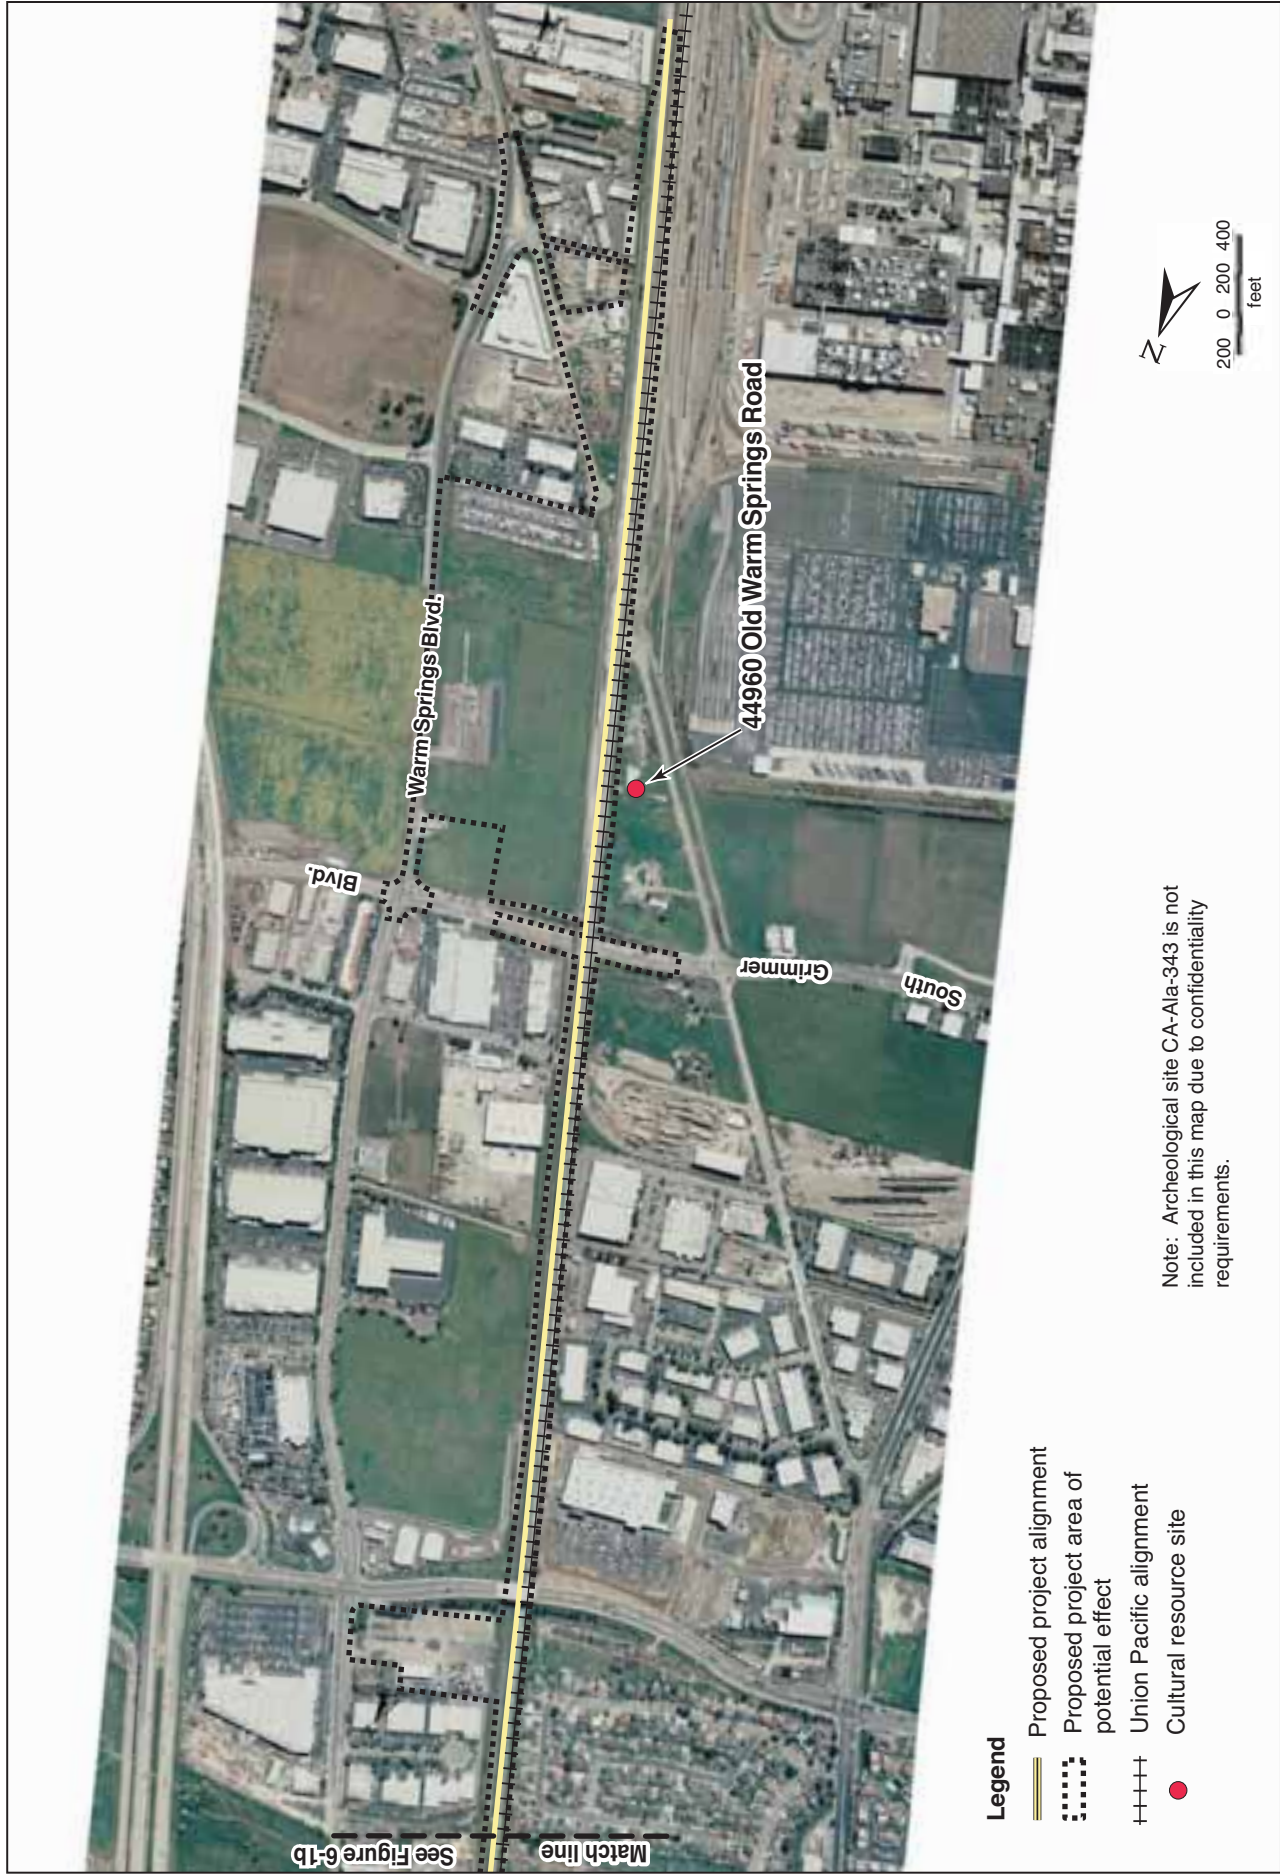 See Figure 6-1b
Match line
Blvd.
Warm Springs Blvd.
44960 Old Warm Springs Road
Grimmer
South
N
200 0 200 400
feet
Legend
Proposed project alignment
Proposed project area of
potential effect
Union Pacific alignment
Cultural resource site
Note: Archeological site CA-Ala-343 is not
included in this map due to confidentiality
requirements.